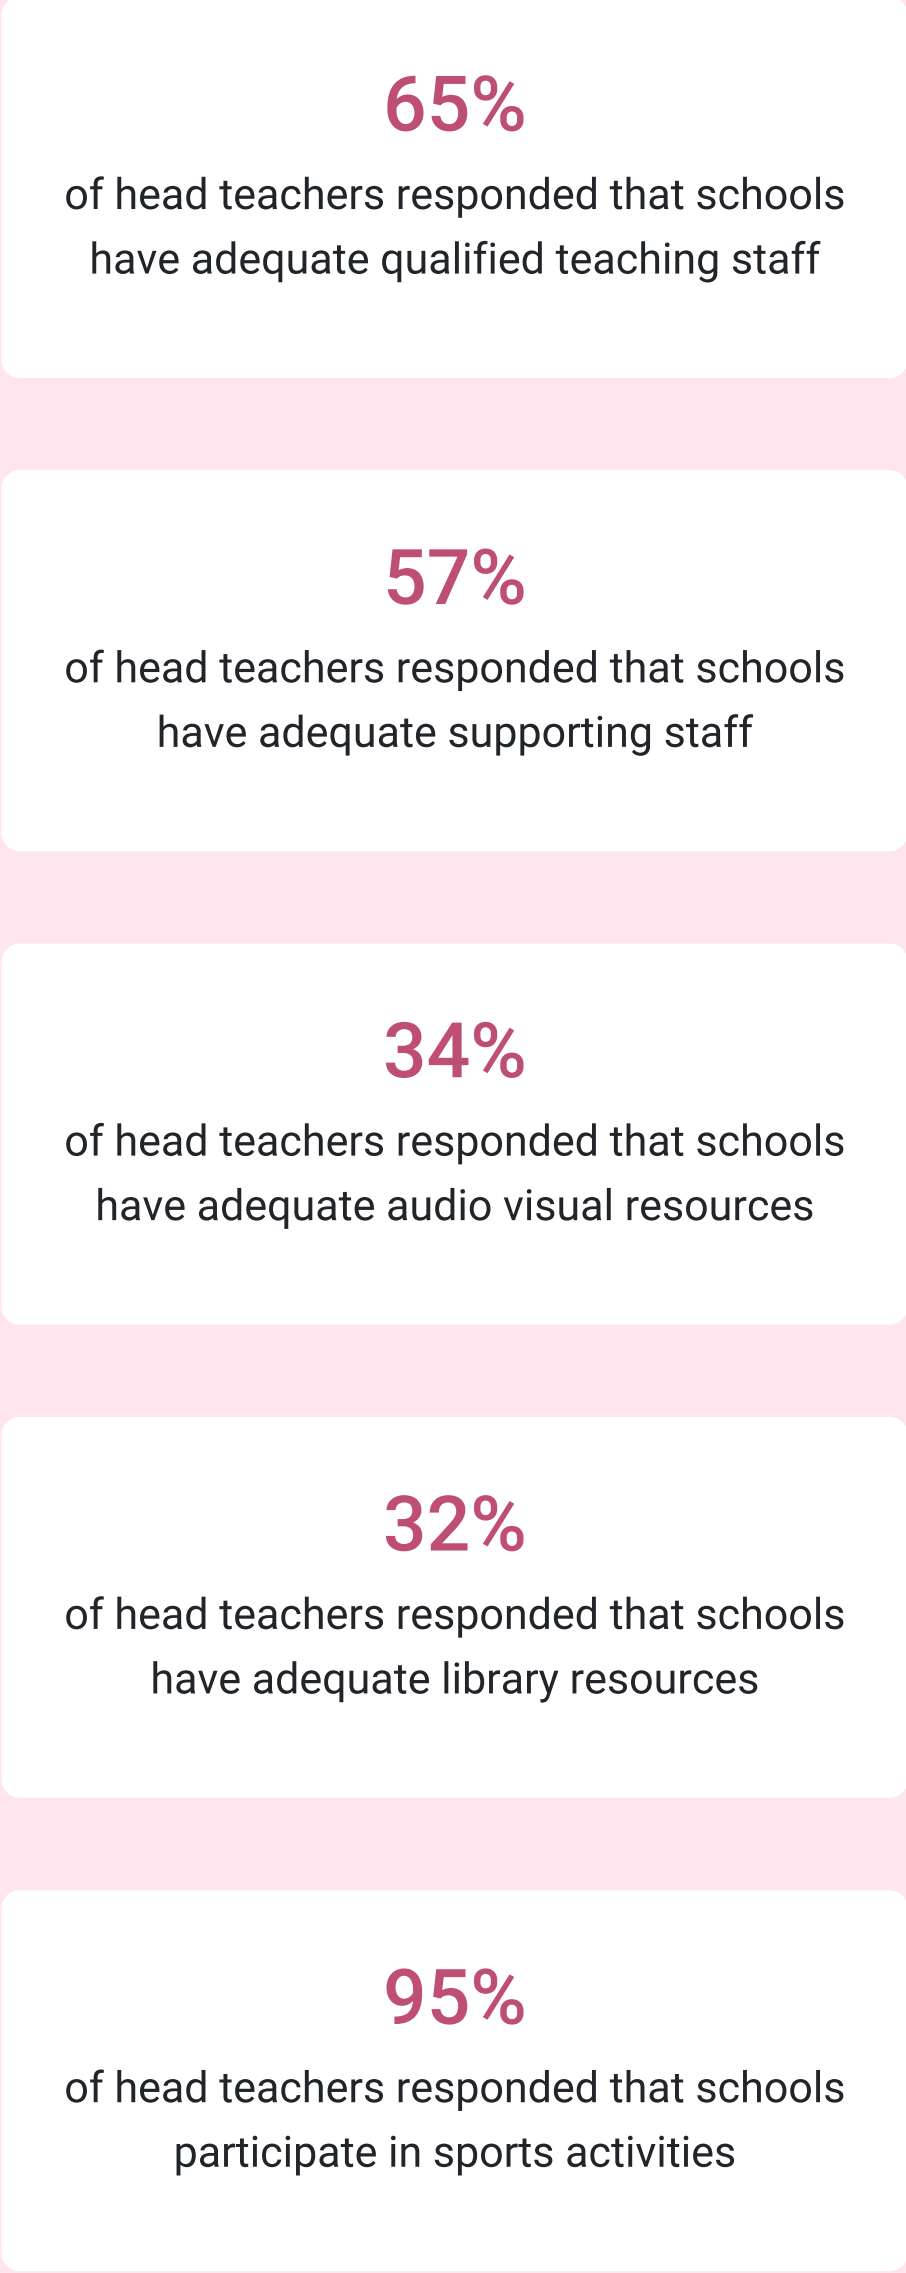 65%
of head teachers responded that schools
have adequate qualified teaching staff
57%
of head teachers responded that schools
have adequate supporting staff
34%
of head teachers responded that schools
have adequate audio visual resources
32%
of head teachers responded that schools
have adequate library resources
95%
of head teachers responded that schools
participate in sports activities